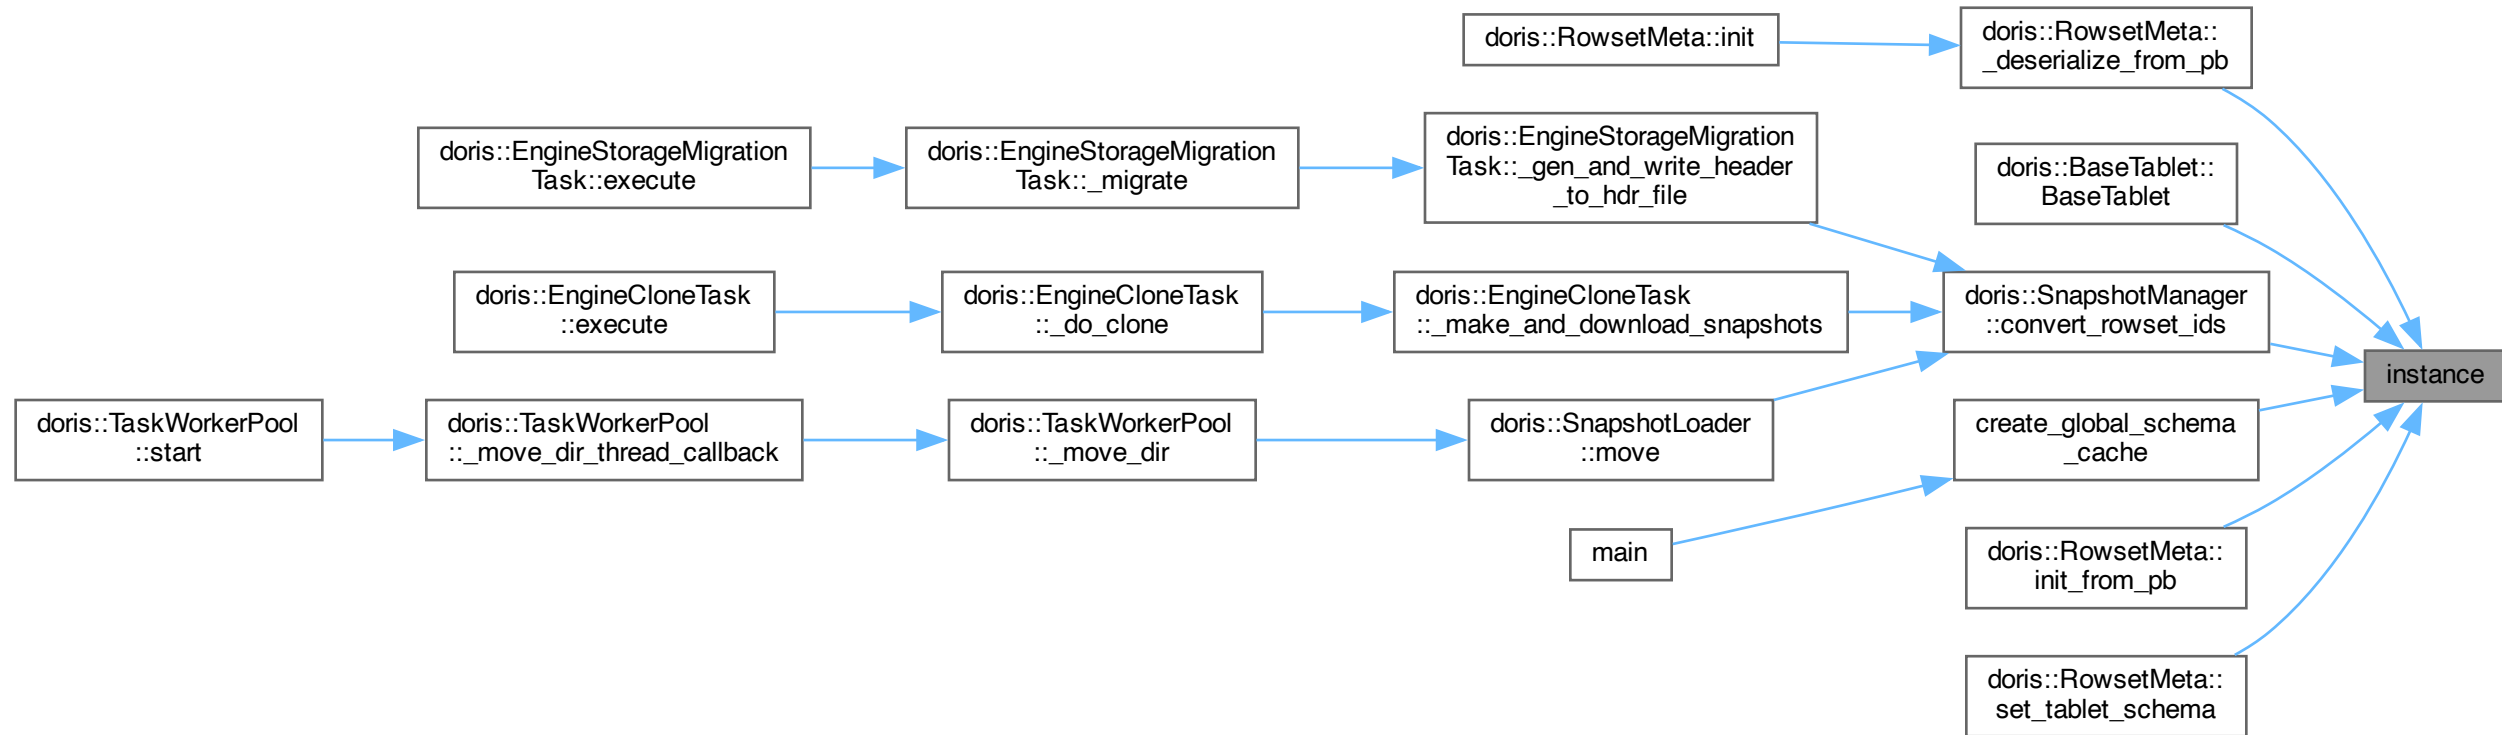 doris::RowsetMeta::init
doris::RowsetMeta::
_deserialize_from_pb
doris::EngineStorageMigration
Task::execute
doris::EngineStorageMigration
Task::_migrate
doris::EngineStorageMigration
Task::_gen_and_write_header
_to_hdr_file
doris::BaseTablet::
BaseTablet
doris::EngineCloneTask
::execute
doris::EngineCloneTask
::_do_clone
doris::EngineCloneTask
::_make_and_download_snapshots
doris::SnapshotManager
::convert_rowset_ids
instance
doris::TaskWorkerPool
::start
doris::TaskWorkerPool
::_move_dir_thread_callback
doris::TaskWorkerPool
::_move_dir
doris::SnapshotLoader
::move
create_global_schema
_cache
main
doris::RowsetMeta::
init_from_pb
doris::RowsetMeta::
set_tablet_schema